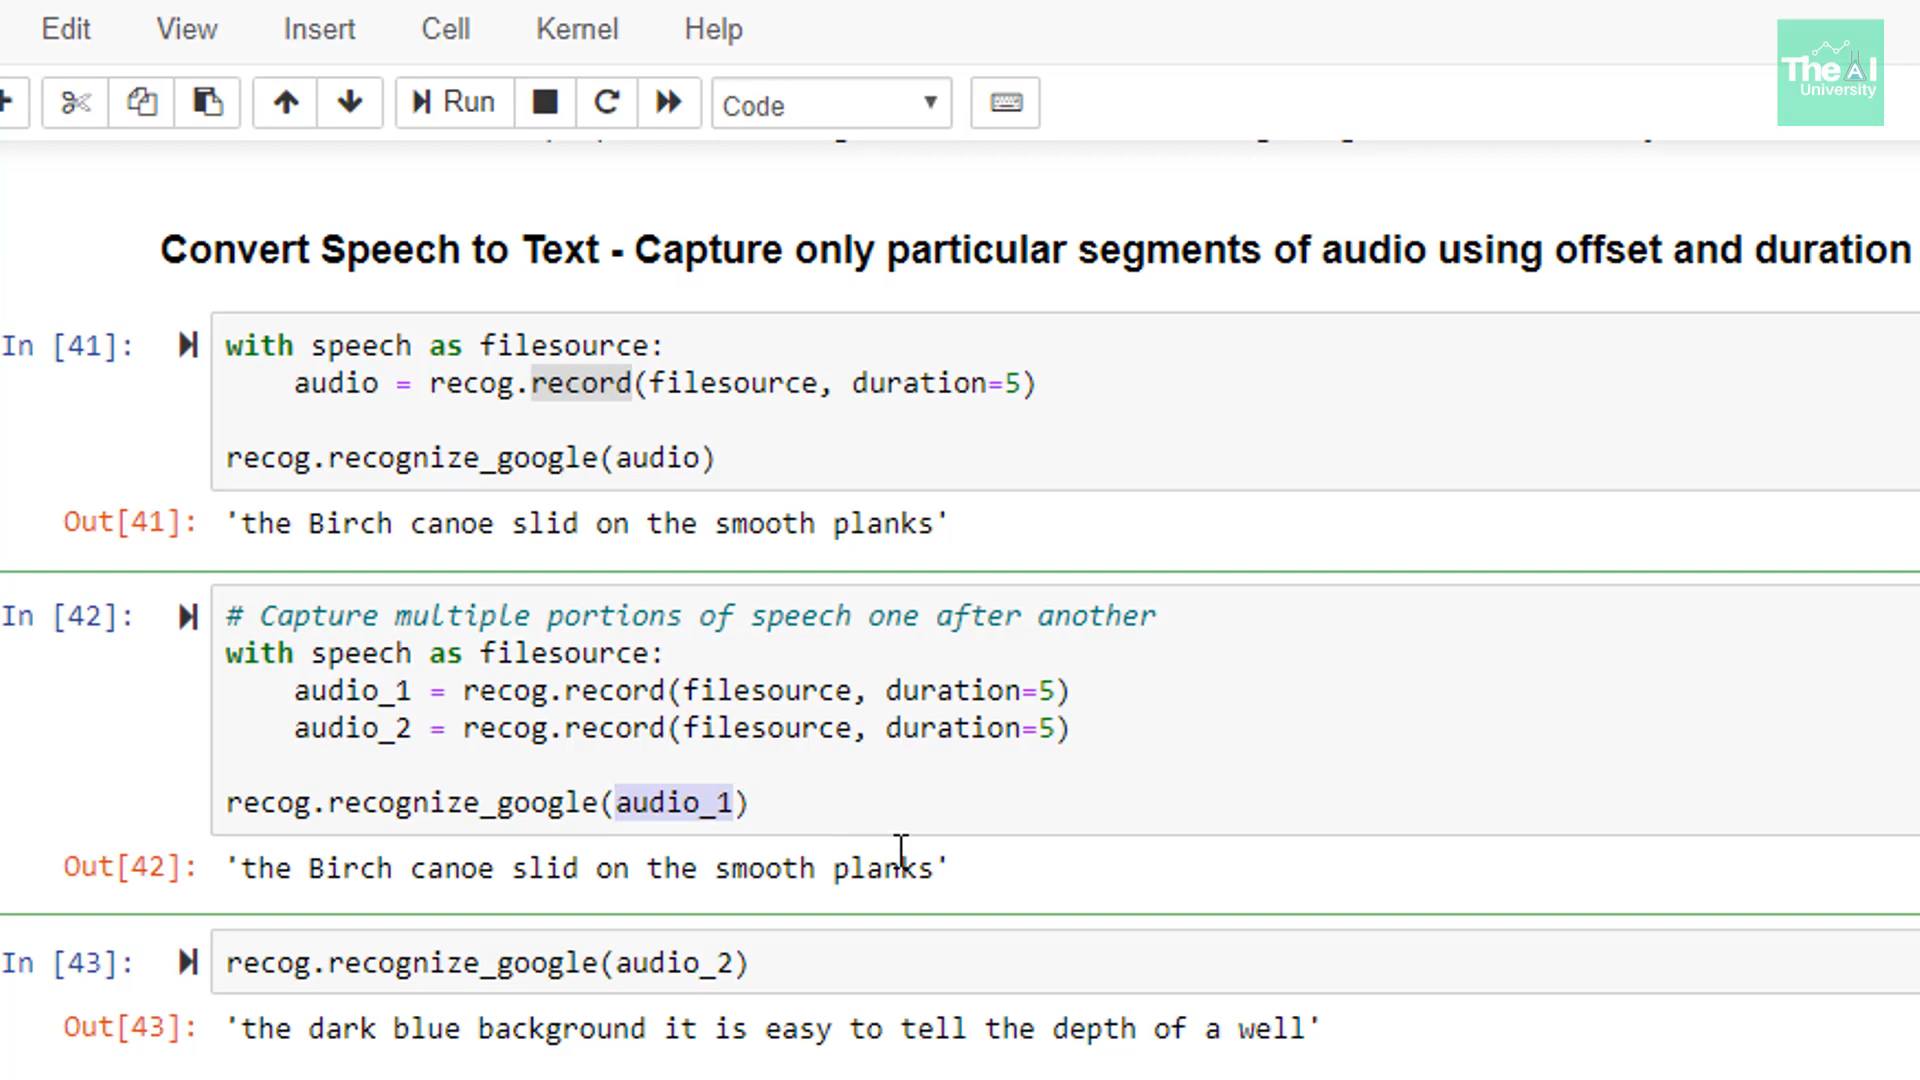 Edit View Insert Cell Kernel Help
Run Code
The AI
University
Convert Speech to Text - Capture only particular segments of audio using offset and duration
In [41]: with speech as filesource:
audio = recog.record(filesource, duration=5)
recog.recognize_google(audio)
Out[41]: 'the Birch canoe slid on the smooth planks'
In [42]: # Capture multiple portions of speech one after another
with speech as filesource:
audio_1 = recog.record(filesource, duration=5)
audio_2 = recog.record(filesource, duration=5)
recog.recognize_google(audio_1)
Out[42]: 'the Birch canoe slid on the smooth planks'
In [43]: recog.recognize_google(audio_2)
Out[43]: 'the dark blue background it is easy to tell the depth of a well'